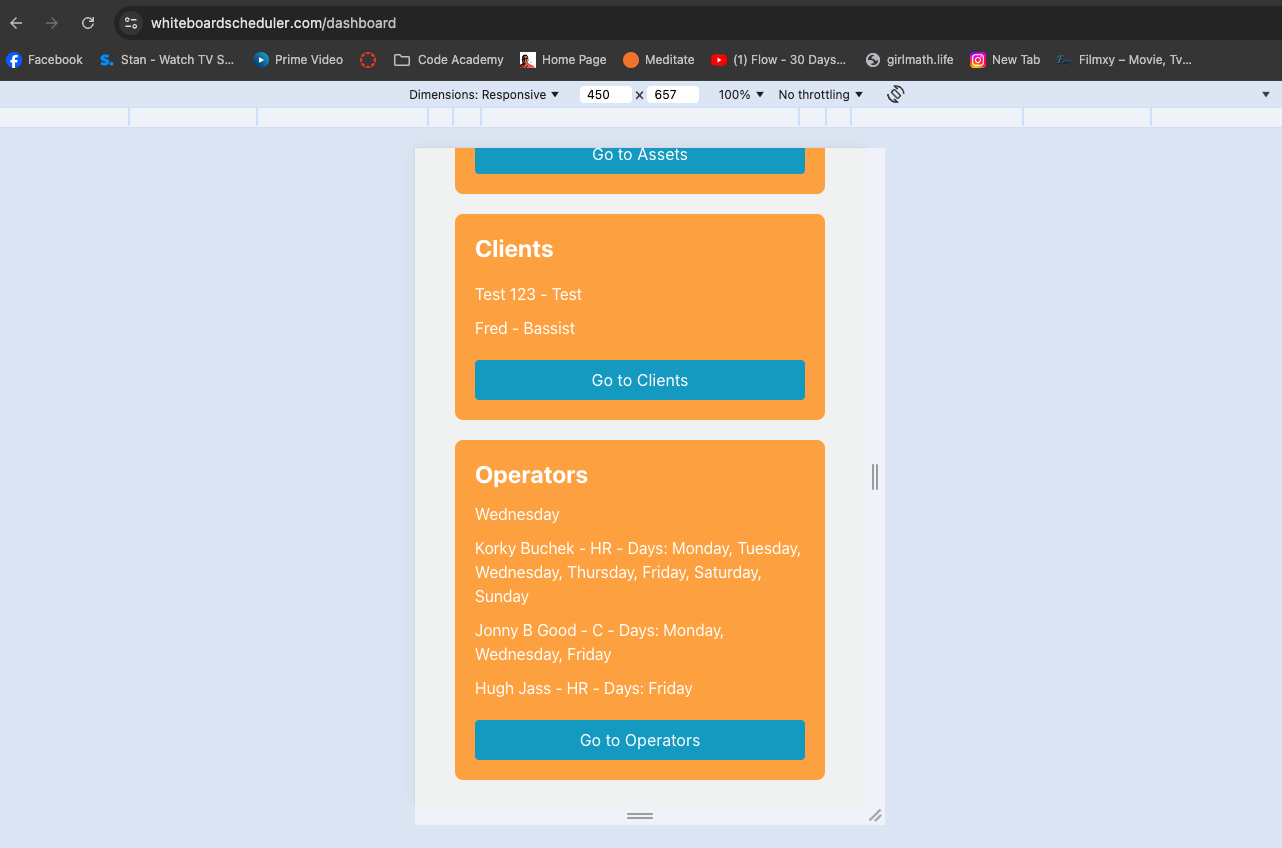 whiteboardscheduler.com/dashboard
Facebook
Stan - Watch TV S...
Prime Video
Code Academy
Home Page
Meditate
(1) Flow - 30 Days...
girlmath.life
New Tab
Filmxy – Movie, Tv...
Dimensions: Responsive
450 × 657
100%
No throttling
Go to Assets
Clients
Test 123 - Test
Fred - Bassist
Go to Clients
Operators
Wednesday
Korky Buchek - HR - Days: Monday, Tuesday,
Wednesday, Thursday, Friday, Saturday,
Sunday
Jonny B Good - C - Days: Monday,
Wednesday, Friday
Hugh Jass - HR - Days: Friday
Go to Operators